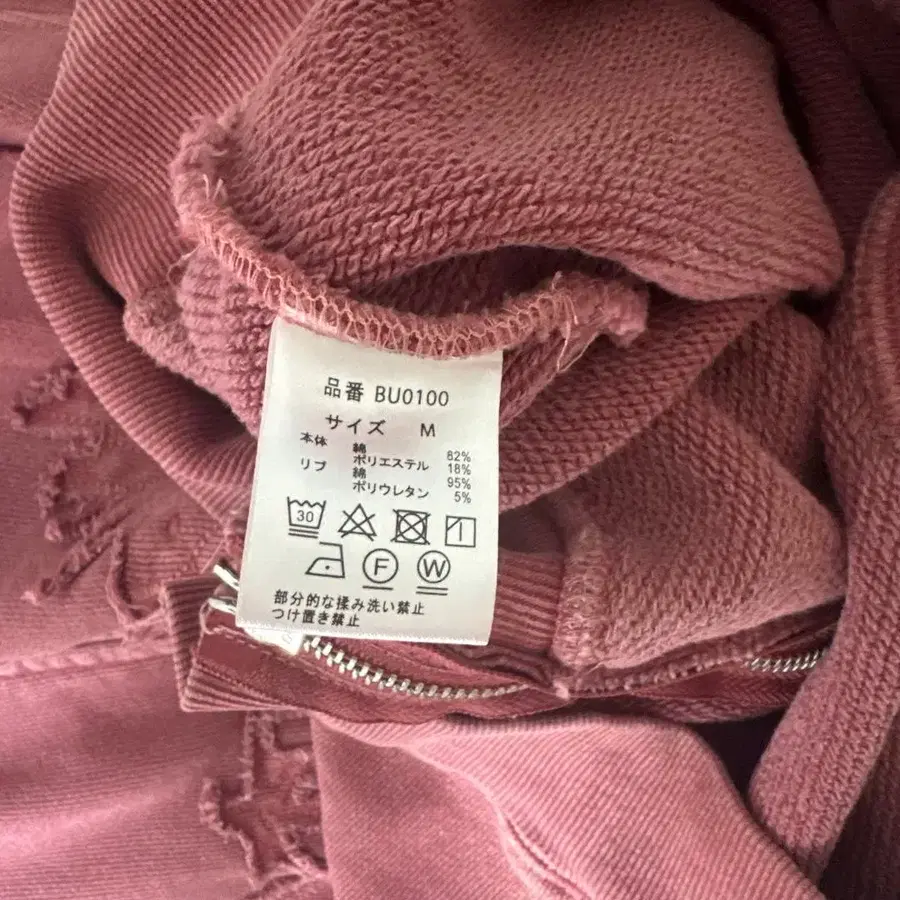 品番 BU0100
サイズ M
本体 綿 82%
ポリエステル 18%
リブ 綿 95%
ポリウレタン 5%
30
F W
部分的な揉み洗い禁止
つけ置き禁止